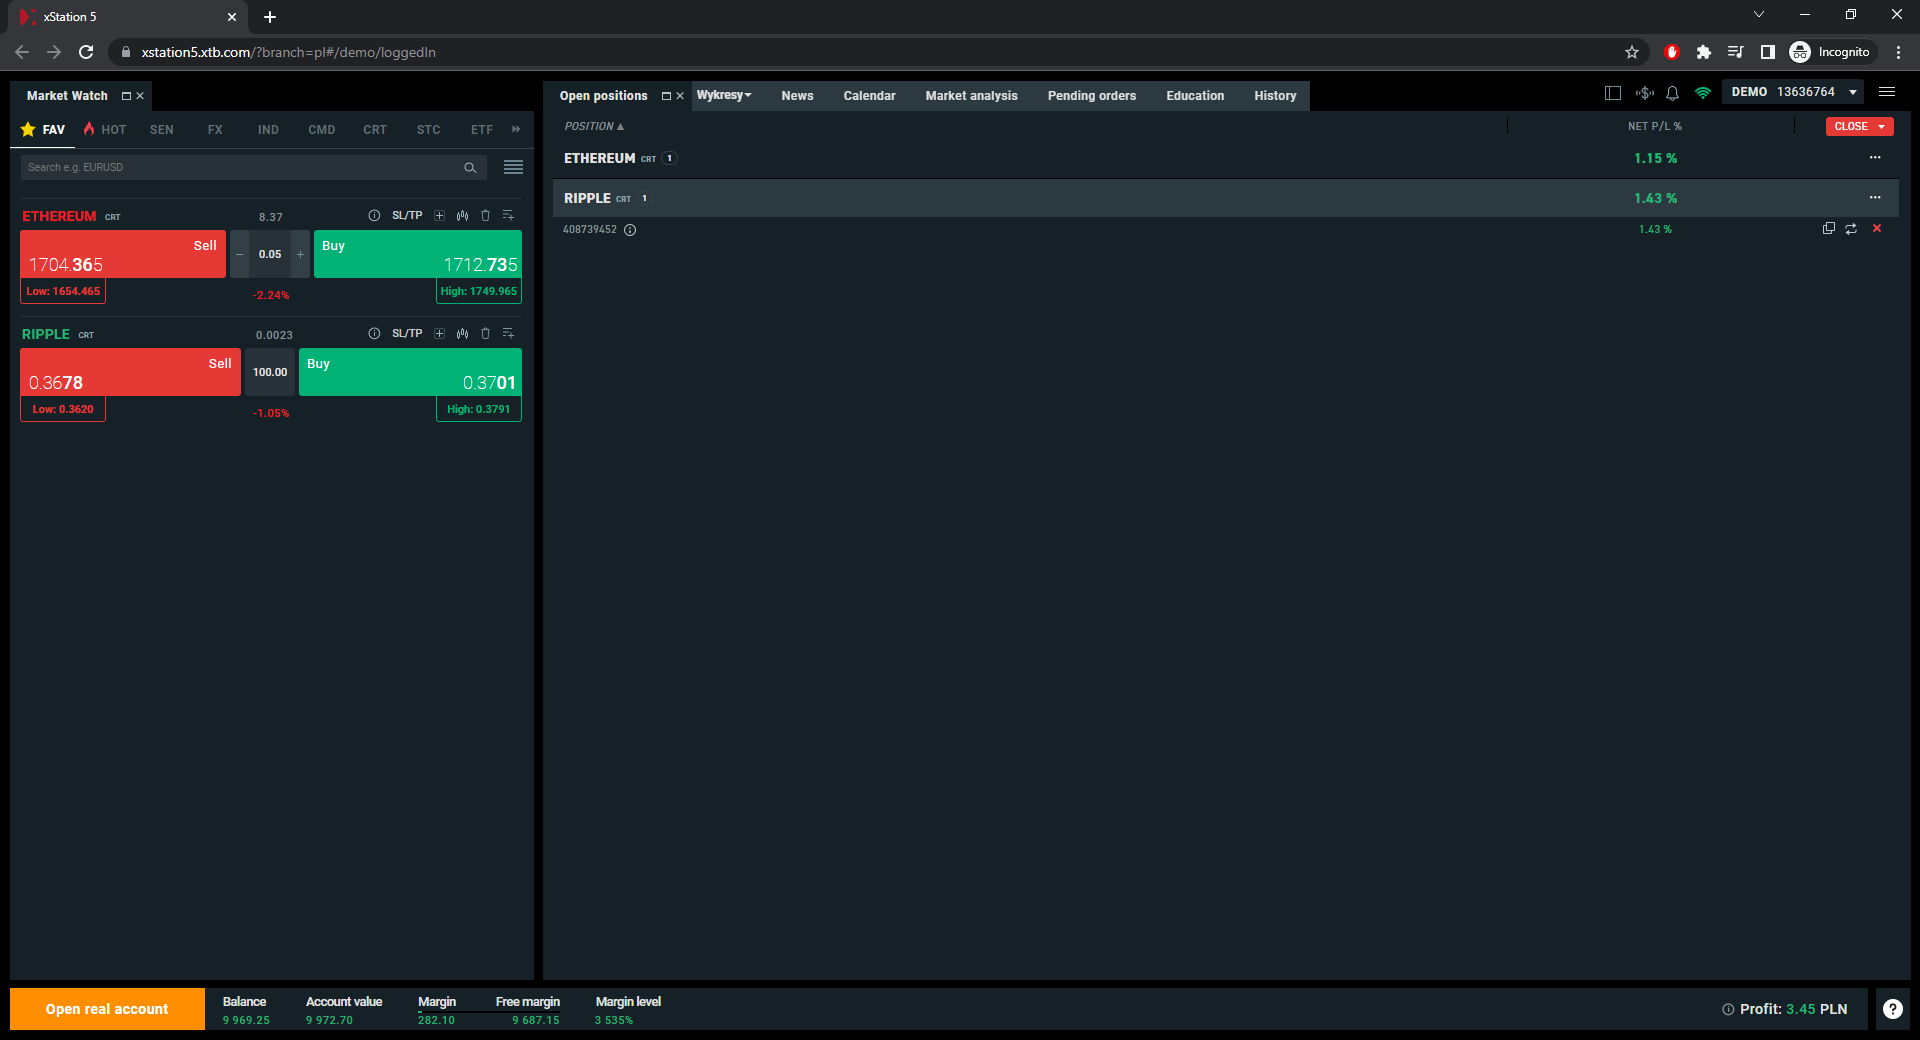 xStation 5
xstation5.xtb.com/?branch=pl#/demo/loggedIn
Incognito
Market Watch
Open positions Wykresy News Calendar Market analysis Pending orders Education History
DEMO 13636764
FAV HOT SEN FX IND CMD CRT STC ETF
POSITION ▲ NET P/L % CLOSE
Search e.g. EURUSD
ETHEREUM CRT 1 1.15 % ...
RIPPLE CRT 1 1.43 % ...
408739452 1.43 %
ETHEREUM CRT 8.37 SL/TP
Sell 1704.365
− 0.05 +
Buy 1712.735
Low: 1654.465 -2.24% High: 1749.965
RIPPLE CRT 0.0023 SL/TP
Sell 0.3678
100.00
Buy 0.3701
Low: 0.3620 -1.05% High: 0.3791
Open real account
Balance Account value Margin Free margin Margin level
9 969.25 9 972.70 282.10 9 687.15 3 535%
Profit: 3.45 PLN
?